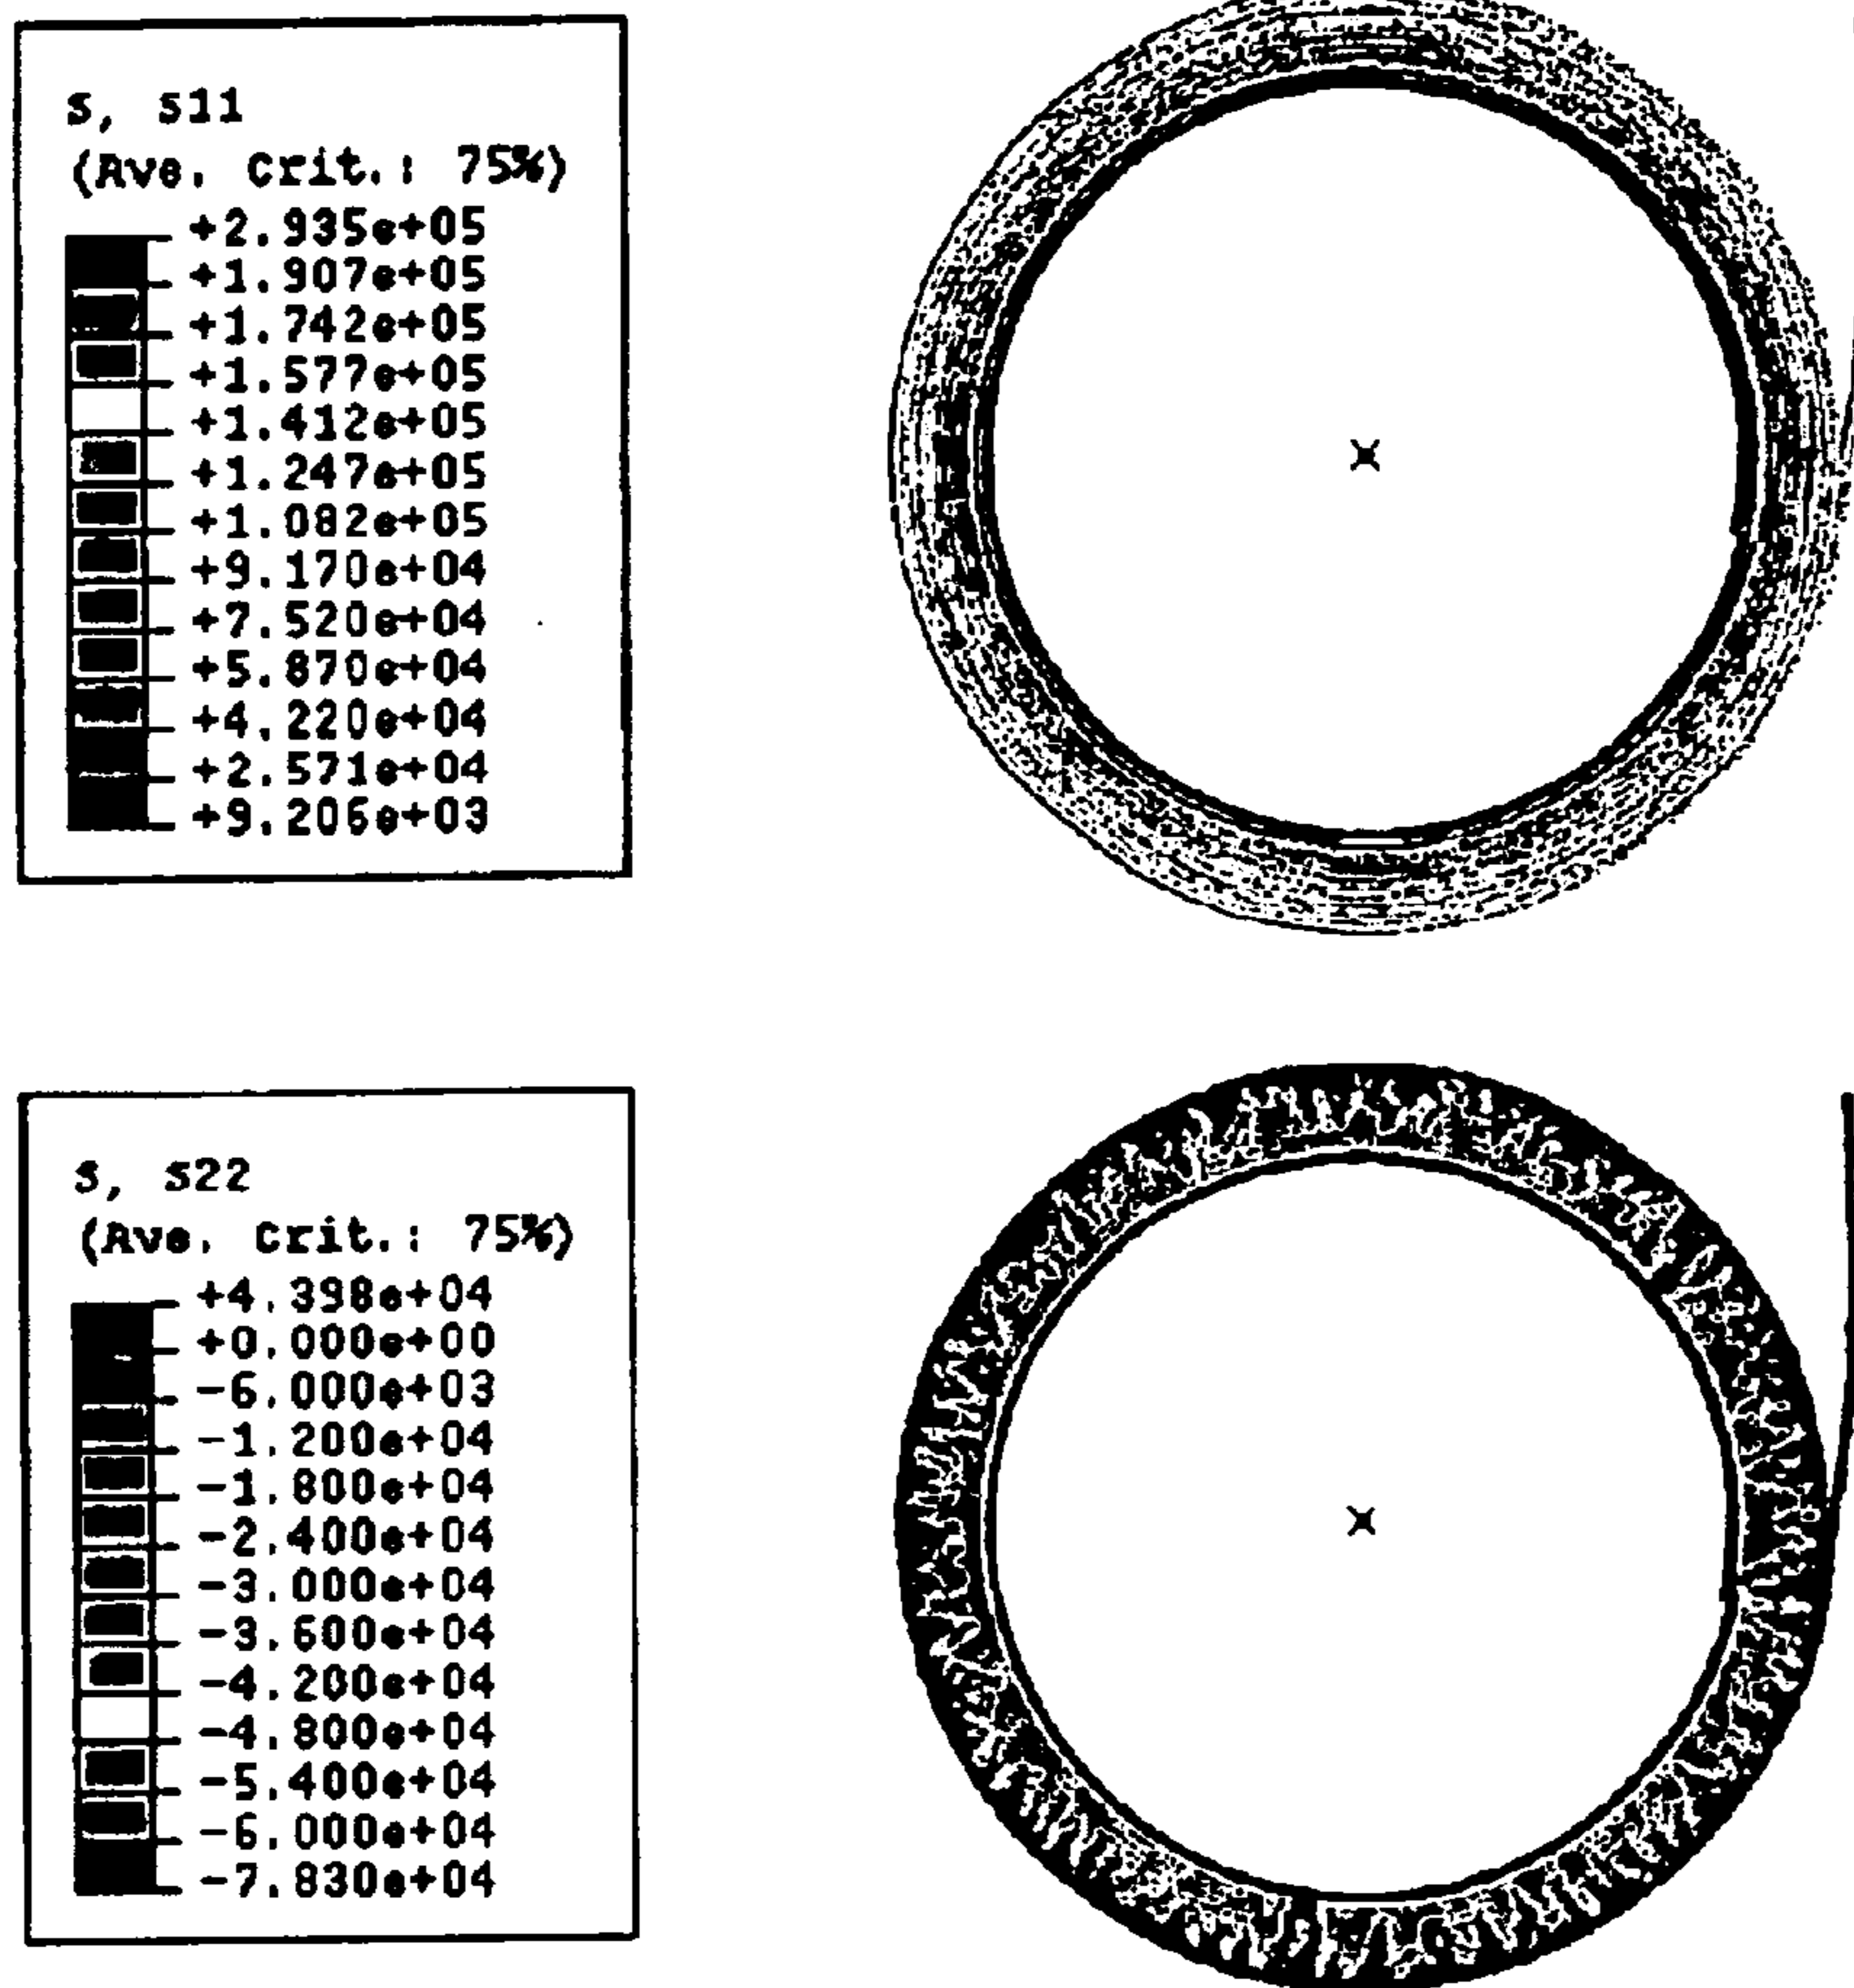 S, S11
(Ave. Crit.: 75%)
+2.935e+05
+1.907e+05
+1.742e+05
+1.577e+05
+1.412e+05
+1.247e+05
+1.082e+05
+9.170e+04
+7.520e+04
+5.870e+04
+4.220e+04
+2.571e+04
+9.206e+03
S, S22
(Ave. Crit.: 75%)
+4.398e+04
+0.000e+00
-6.000e+03
-1.200e+04
-1.800e+04
-2.400e+04
-3.000e+04
-3.600e+04
-4.200e+04
-4.800e+04
-5.400e+04
-6.000e+04
-7.830e+04